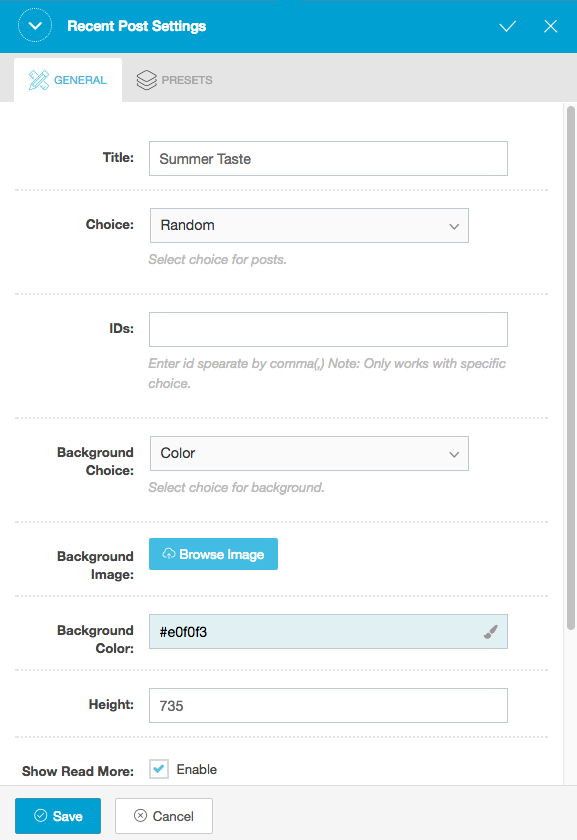 Recent Post Settings
GENERAL
PRESETS
Title: Summer Taste
Choice: Random
Select choice for posts.
IDs:
Enter id spearate by comma(,) Note: Only works with specific
choice.
Background
Choice: Color
Select choice for background.
Background
Image: Browse Image
Background
Color: #e0f0f3
Height: 735
Show Read More: Enable
Save
Cancel